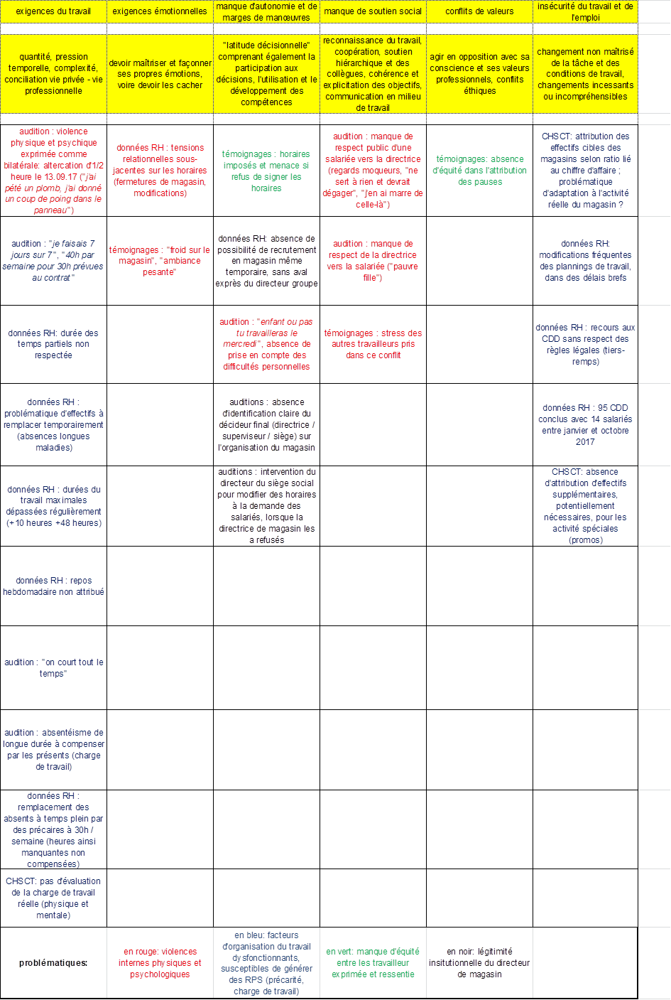 exigences du travail
exigences émotionnelles
manque d'autonomie et de
marges de manœuvres
manque de soutien social
conflits de valeurs
insécurité du travail et de
l'emploi
quantité, pression
temporelle, complexité,
conciliation vie privée - vie
professionnelle
devoir maîtriser et façonner
ses propres émotions,
voire devoir les cacher
"latitude décisionnelle"
comprenant également la
participation aux
décisions, l'utilisation et le
développement des
compétences
reconnaissance du travail,
coopération, soutien
hiérarchique et des
collègues, cohérence et
explicitation des objectifs,
communication en milieu
de travail
agir en opposition avec sa
conscience et ses valeurs
professionnels, conflits
éthiques
changement non maîtrisé
de la tâche et des
conditions de travail,
changements incessants
ou incompréhensibles
audition : violence
physique et psychique
exprimée comme
bilatérale: altercation d'1/2
heure le 13.09.17 ("j'ai
pété un plomb, j'ai donné
un coup de poing dans le
panneau")
données RH : tensions
relationnelles sous-
jacentes sur les horaires
(fermetures de magasin,
modifications)
témoignages : horaires
imposés et menace si
refus de signer les
horaires
audition : manque de
respect public d'une
salariée vers la directrice
(regards moqueurs, "ne
sert à rien et devrait
dégager", "j'en ai marre de
celle-là")
témoignages: absence
d'équité dans l'attribution
des pauses
CHSCT: attribution des
effectifs cibles des
magasins selon ratio lié
au chiffre d'affaire ;
problématique
d'adaptation à l'activité
réelle du magasin ?
audition : "je faisais 7
jours sur 7", "40h par
semaine pour 30h prévues
au contrat"
témoignages : "froid sur le
magasin", "ambiance
pesante"
données RH: absence de
possibilité de recrutement
en magasin même
temporaire, sans aval
exprès du directeur groupe
audition : manque de
respect de la directrice
vers la salariée ("pauvre
fille")
données RH:
modifications fréquentes
des plannings de travail,
dans des délais brefs
données RH: durée des
temps partiels non
respectée
audition : "enfant ou pas
tu travailleras le
mercredi", absence de
prise en compte des
difficultés personnelles
témoignages : stress des
autres travailleurs pris
dans ce conflit
données RH : recours aux
CDD sans respect des
règles légales (tiers-
temps)
données RH :
problématique d'effectifs à
remplacer temporairement
(absences longues
maladies)
auditions : absence
d'identification claire du
décideur final (directrice /
superviseur / siège) sur
l'organisation du magasin
données RH : 95 CDD
conclus avec 14 salariés
entre janvier et octobre
2017
données RH : durées du
travail maximales
dépassées régulièrement
(+10 heures +48 heures)
auditions : intervention du
directeur du siège social
pour modifier des horaires
à la demande des
salariés, lorsque la
directrice de magasin les
a refusés
CHSCT: absence
d'attribution d'effectifs
supplémentaires,
potentiellement
nécessaires, pour les
activité spéciales
(promos)
données RH : repos
hebdomadaire non attribué
audition : "on court tout le
temps"
audition : absentéisme de
longue durée à compenser
par les présents (charge
de travail)
données RH :
remplacement des
absents à temps plein par
des précaires à 30h /
semaine (heures ainsi
manquantes non
compensées)
CHSCT: pas d'évaluation
de la charge de travail
réelle (physique et
mentale)
problématiques:
en rouge: violences
internes physiques et
psychologiques
en bleu: facteurs
d'organisation du travail
dysfonctionnants,
susceptibles de générer
des RPS (précarité,
charge de travail)
en vert: manque d'équité
entre les travailleur
exprimée et ressentie
en noir: légitimité
insitutionnelle du directeur
de magasin